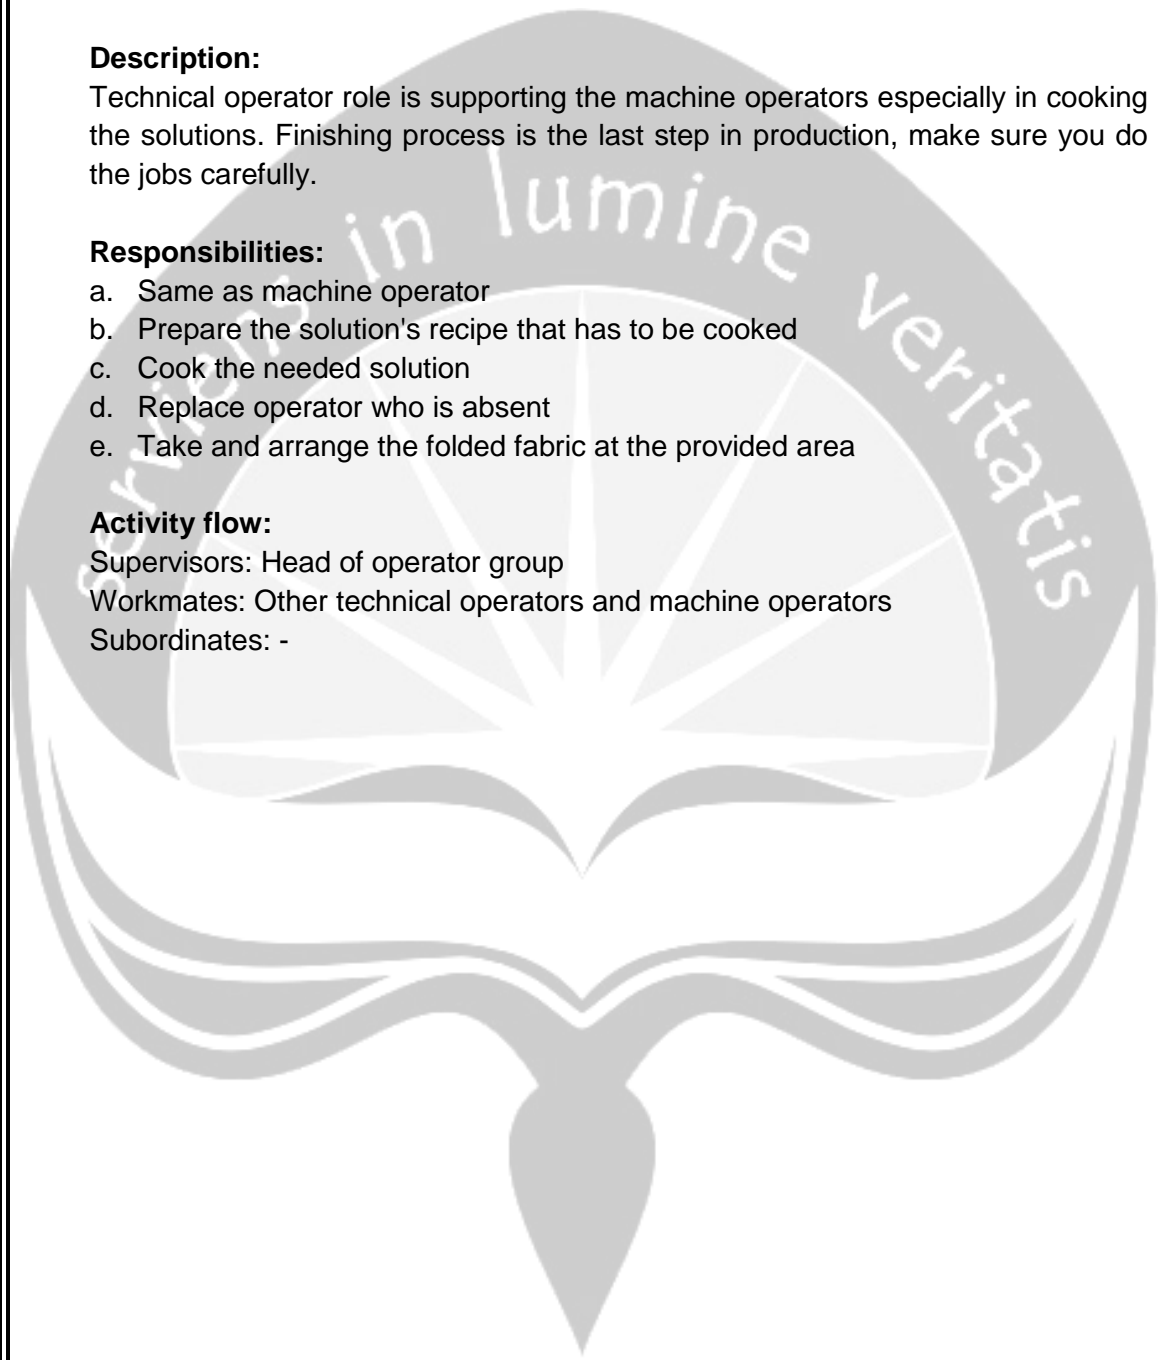 Description:
Technical operator role is supporting the machine operators especially in cooking
the solutions. Finishing process is the last step in production, make sure you do
the jobs carefully.
Responsibilities:
a. Same as machine operator
b. Prepare the solution's recipe that has to be cooked
c. Cook the needed solution
d. Replace operator who is absent
e. Take and arrange the folded fabric at the provided area
Activity flow:
Supervisors: Head of operator group
Workmates: Other technical operators and machine operators
Subordinates: -
serviens in lumine veritatis